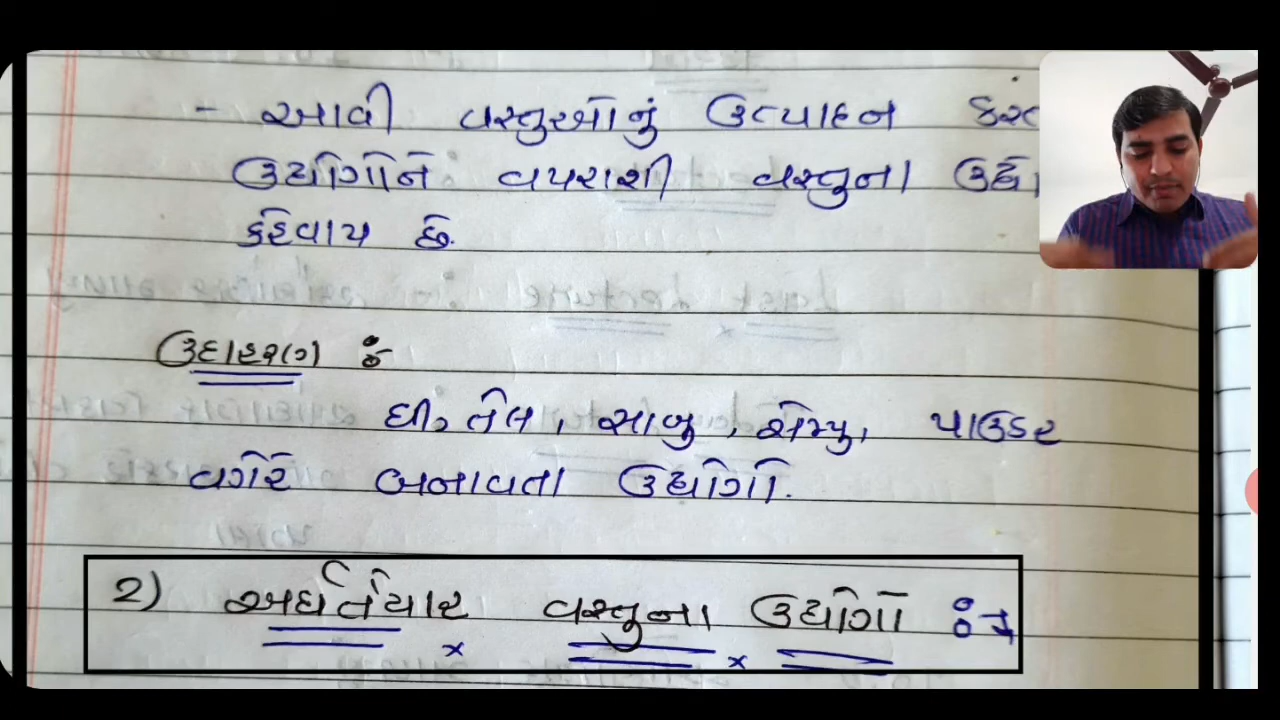 - આવી વસ્તુઓનું ઉત્પાદન કરત
ઉદ્યોગોને વપરાશી વસ્તુના ઉદ્યો
કહેવાય છે.
ઉદાહરણ :
ઘી, તેલ, સાબુ, શેમ્પુ, પાઉડર
વગેરે બનાવતા ઉદ્યોગો.
2) અર્ધતૈયાર વસ્તુના ઉદ્યોગો :→